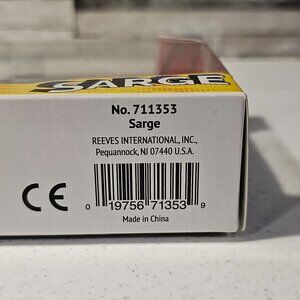 SARGE
No. 711353
Sarge
REEVES INTERNATIONAL, INC.,
Pequannock, NJ 07440 U.S.A.
CE
0 19756 71353 9
Made in China